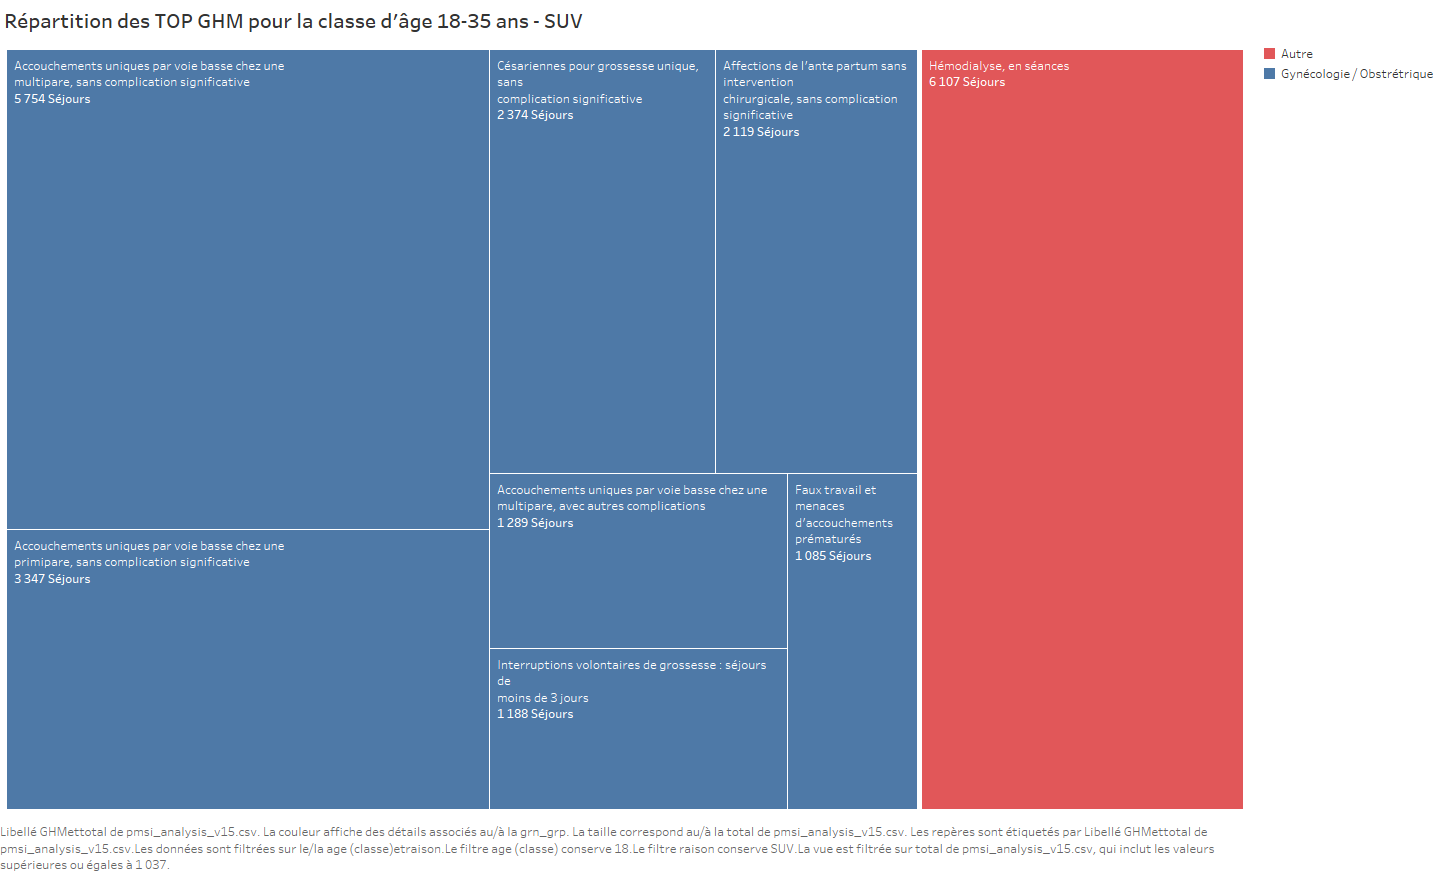 Répartition des TOP GHM pour la classe d’âge 18-35 ans - SUV
Accouchements uniques par voie basse chez une
multipare, sans complication significative
5 754 Séjours
Accouchements uniques par voie basse chez une
primipare, sans complication significative
3 347 Séjours
Césariennes pour grossesse unique,
sans
complication significative
2 374 Séjours
Affections de l’ante partum sans
intervention
chirurgicale, sans complication
significative
2 119 Séjours
Accouchements uniques par voie basse chez une
multipare, avec autres complications
1 289 Séjours
Interruptions volontaires de grossesse : séjours
de
moins de 3 jours
1 188 Séjours
Faux travail et
menaces
d’accouchements
prématurés
1 085 Séjours
Hémodialyse, en séances
6 107 Séjours
Autre
Gynécologie / Obstrétrique
Libellé GHMettotal de pmsi_analysis_v15.csv. La couleur affiche des détails associés au/à la grn_grp. La taille correspond au/à la total de pmsi_analysis_v15.csv. Les repères sont étiquetés par Libellé GHMettotal de
pmsi_analysis_v15.csv.Les données sont filtrées sur le/la age (classe)etraison.Le filtre age (classe) conserve 18.Le filtre raison conserve SUV.La vue est filtrée sur total de pmsi_analysis_v15.csv, qui inclut les valeurs
supérieures ou égales à 1 037.